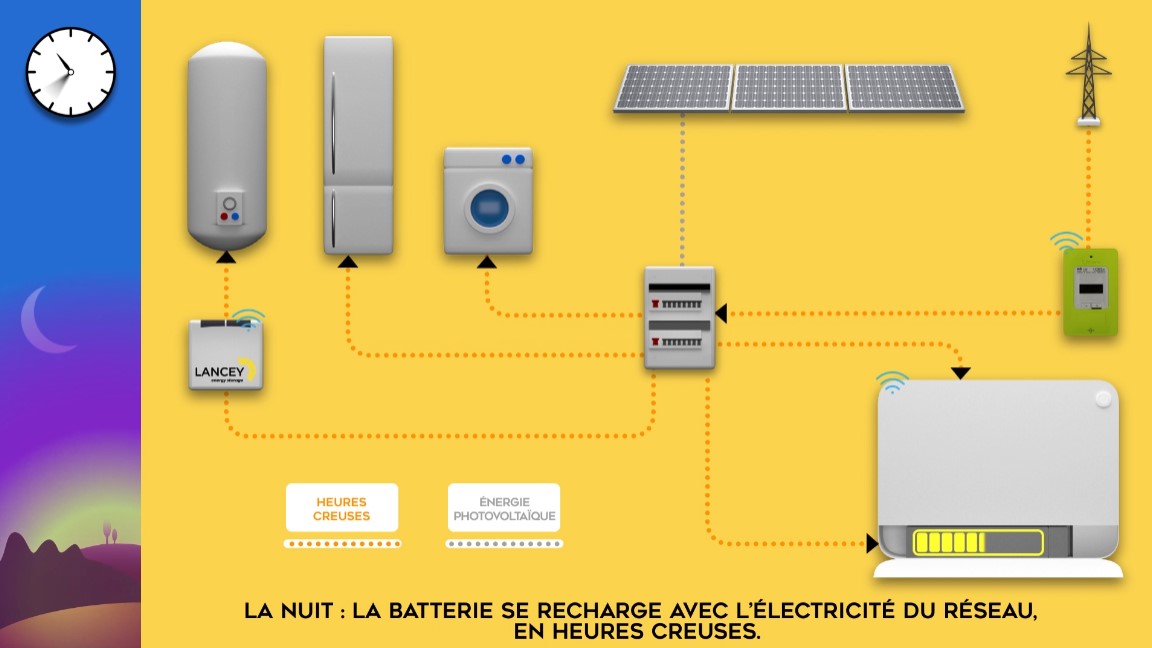 LANCEY
energy storage
HEURES
CREUSES
ÉNERGIE
PHOTOVOLTAÏQUE
LA NUIT : LA BATTERIE SE RECHARGE AVEC L'ÉLECTRICITÉ DU RÉSEAU,
EN HEURES CREUSES.